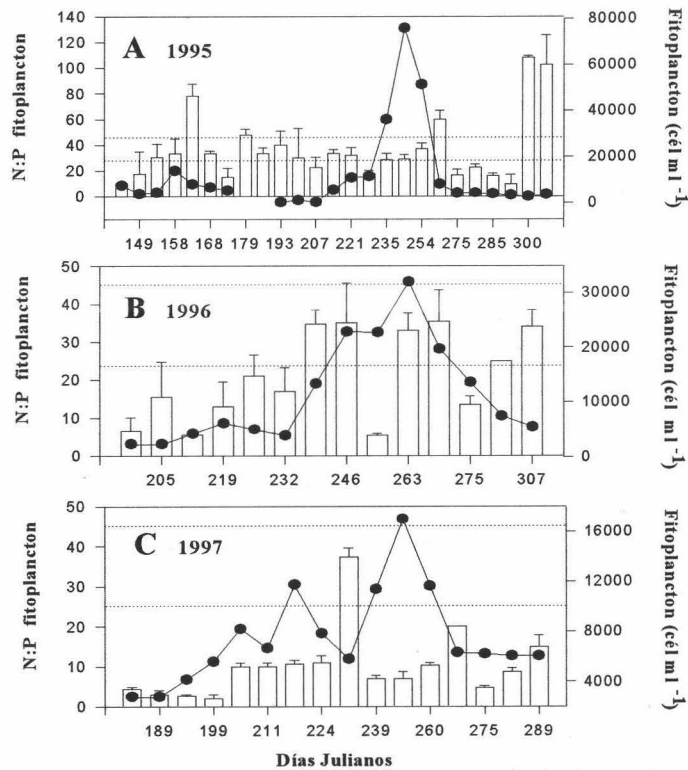 A 1995
N:P fitoplancton
140
120
100
80
60
40
20
0
Fitoplancton (cél ml -1)
80000
60000
40000
20000
0
149 158 168 179 193 207 221 235 254 275 285 300
B 1996
N:P fitoplancton
50
40
30
20
10
0
Fitoplancton (cél ml -1)
30000
20000
10000
0
205 219 232 246 263 275 307
C 1997
N:P fitoplancton
50
40
30
20
10
0
Fitoplancton (cél ml -1)
16000
12000
8000
4000
189 199 211 224 239 260 275 289
Días Julianos